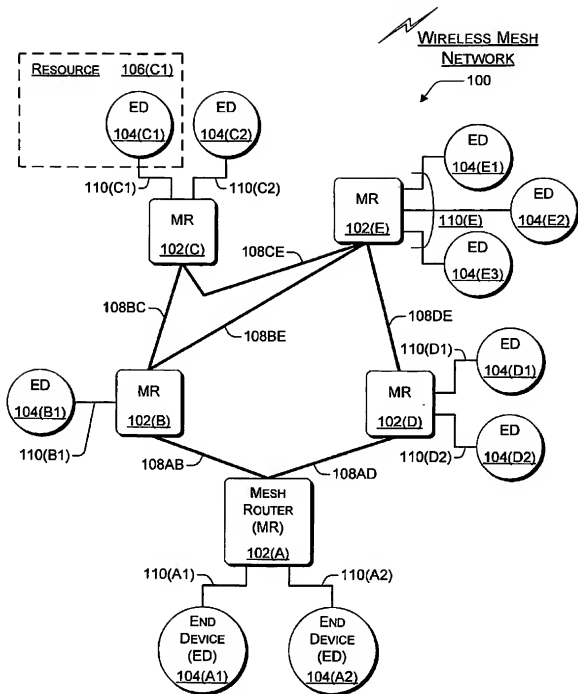 WIRELESS MESH
NETWORK
100
RESOURCE 106(C1)
ED
104(C1)
ED
104(C2)
110(C1)
110(C2)
MR
102(C)
ED
104(E1)
MR
102(E)
110(E)
ED
104(E2)
ED
104(E3)
108CE
108BC
108BE
108DE
ED
104(B1)
110(B1)
MR
102(B)
MR
102(D)
110(D1)
ED
104(D1)
110(D2)
ED
104(D2)
108AB
108AD
MESH
ROUTER
(MR)
102(A)
110(A1)
110(A2)
END
DEVICE
(ED)
104(A1)
END
DEVICE
(ED)
104(A2)